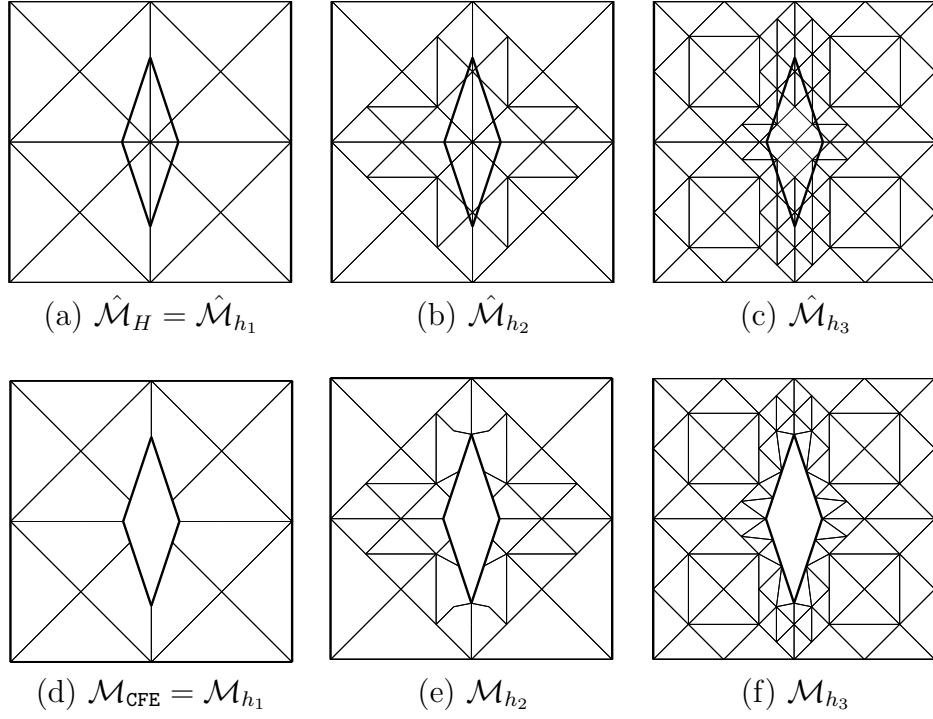 (a) $\hat{\mathcal{M}}_H = \hat{\mathcal{M}}_{h_1}$
(b) $\hat{\mathcal{M}}_{h_2}$
(c) $\hat{\mathcal{M}}_{h_3}$
(d) $\mathcal{M}_{\mathtt{CFE}} = \mathcal{M}_{h_1}$
(e) $\mathcal{M}_{h_2}$
(f) $\mathcal{M}_{h_3}$